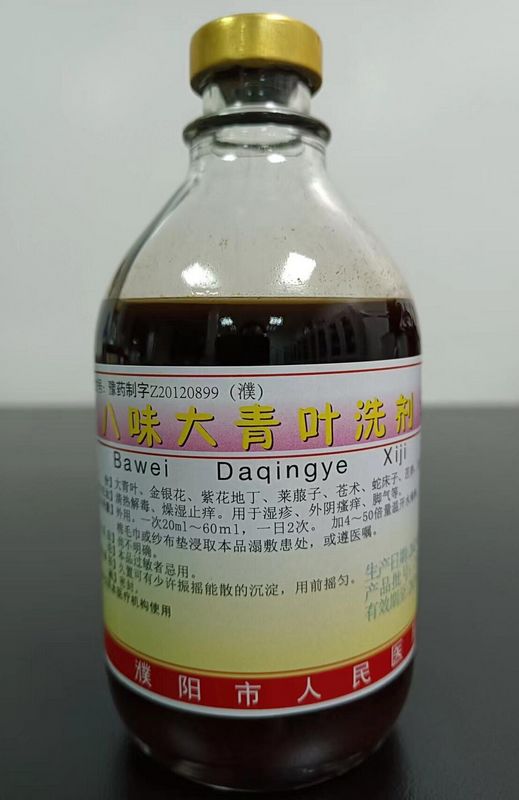 豫药制字Z20120899（濮）
八味大青叶洗剂
Bawei Daqingye Xiji
大青叶、金银花、紫花地丁、莱菔子、苍术、蛇床子、百部
清热解毒、燥湿止痒。用于湿疹、外阴瘙痒、脚气等。
外用。一次20ml～60ml，一日2次。加4～50倍量温开水
毛巾或纱布垫浸取本品溻敷患处，或遵医嘱。
尚不明确。
本品过敏者忌用。
久置可有少许振摇能散的沉淀，用前摇匀。
密封。
医疗机构使用
生产日期
产品批号
有效期至
濮阳市人民医